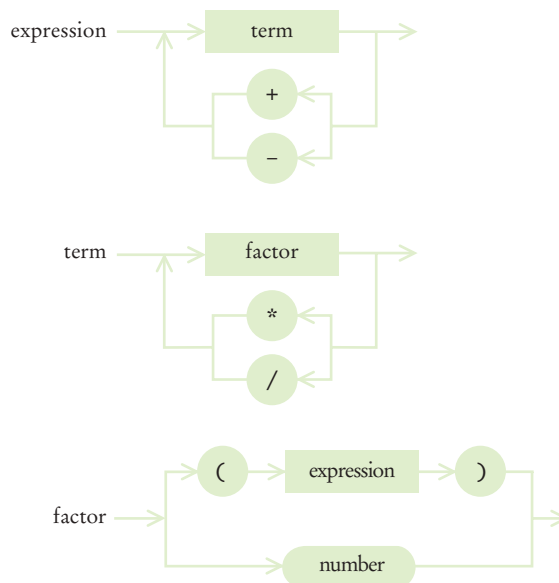 expression term
+
-
term factor
*
/
( expression )
factor
number